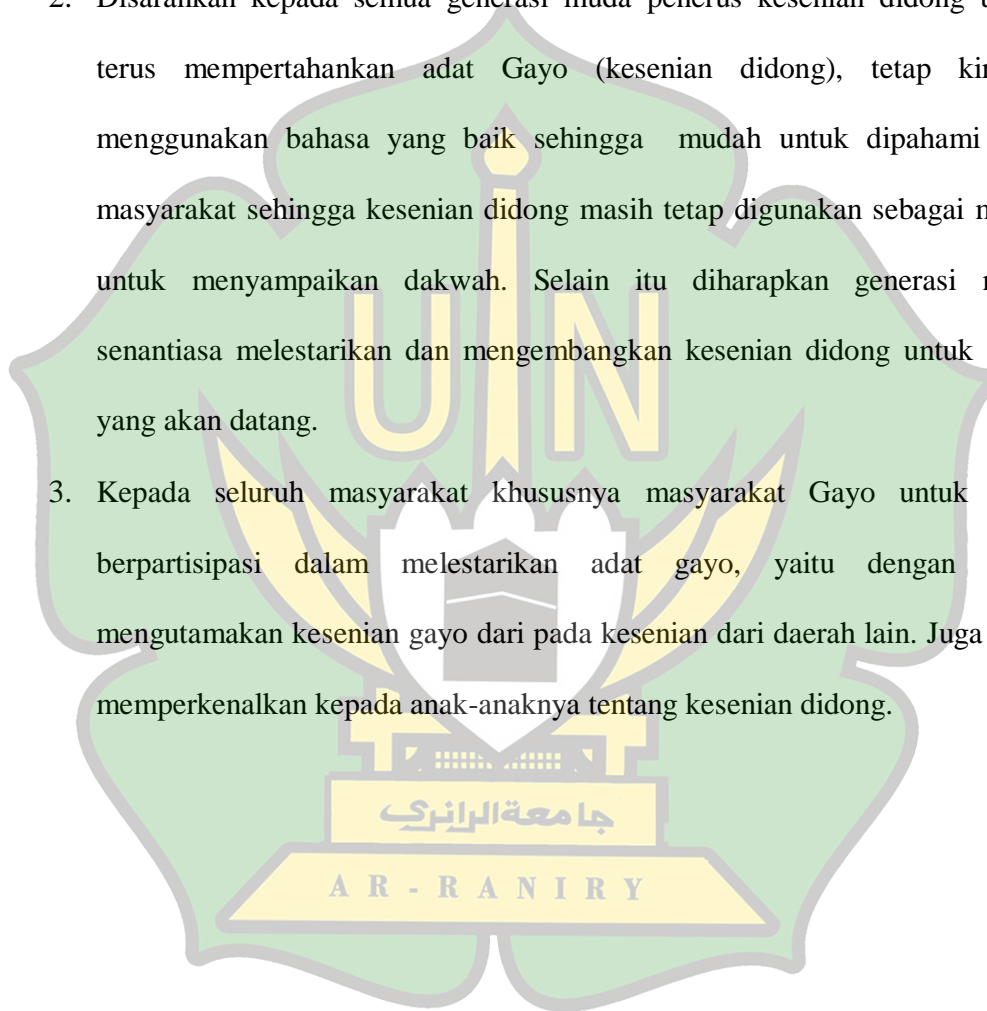 2. Disarankan kepada semua generasi muda penerus kesenian didong
terus mempertahankan adat Gayo (kesenian didong), tetap
menggunakan bahasa yang baik sehingga mudah untuk dipahami
masyarakat sehingga kesenian didong masih tetap digunakan sebagai
untuk menyampaikan dakwah. Selain itu diharapkan generasi
senantiasa melestarikan dan mengembangkan kesenian didong untuk
yang akan datang.
3. Kepada seluruh masyarakat khususnya masyarakat Gayo untuk
berpartisipasi dalam melestarikan adat gayo, yaitu dengan
mengutamakan kesenian gayo dari pada kesenian dari daerah lain. Juga
memperkenalkan kepada anak-anaknya tentang kesenian didong.
UIN
جامعةالرانري
AR-RANIRY